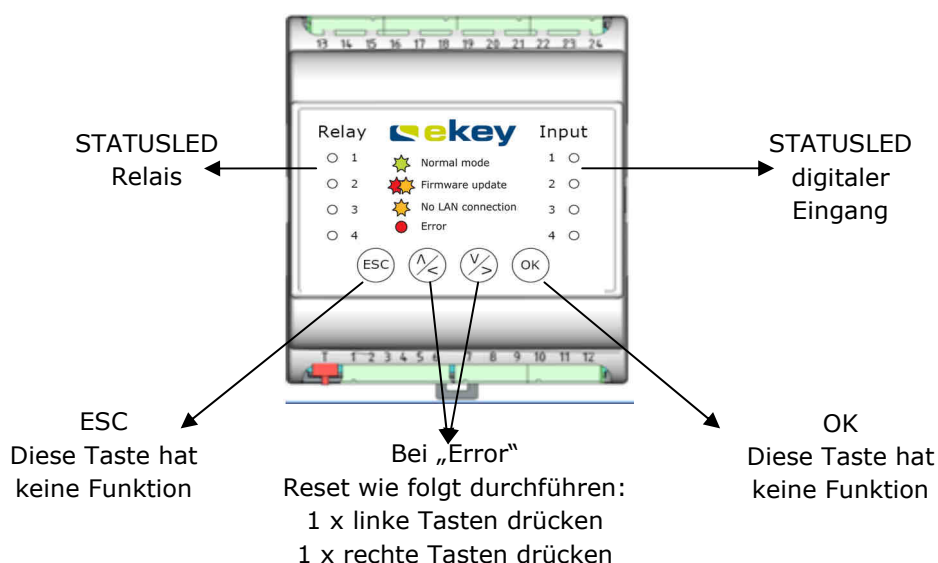 13 14 15 16 17 18 19 20 21 22 23 24
Relay ekey Input
STATUSLED
Relais
1
2
3
4
Normal mode
Firmware update
No LAN connection
Error
1
2
3
4
STATUSLED
digitaler
Eingang
ESC Λ/< V/> OK
T 1 2 3 4 5 6 7 8 9 10 11 12
ESC
Diese Taste hat
keine Funktion
Bei „Error“
Reset wie folgt durchführen:
1 x linke Tasten drücken
1 x rechte Tasten drücken
OK
Diese Taste hat
keine Funktion